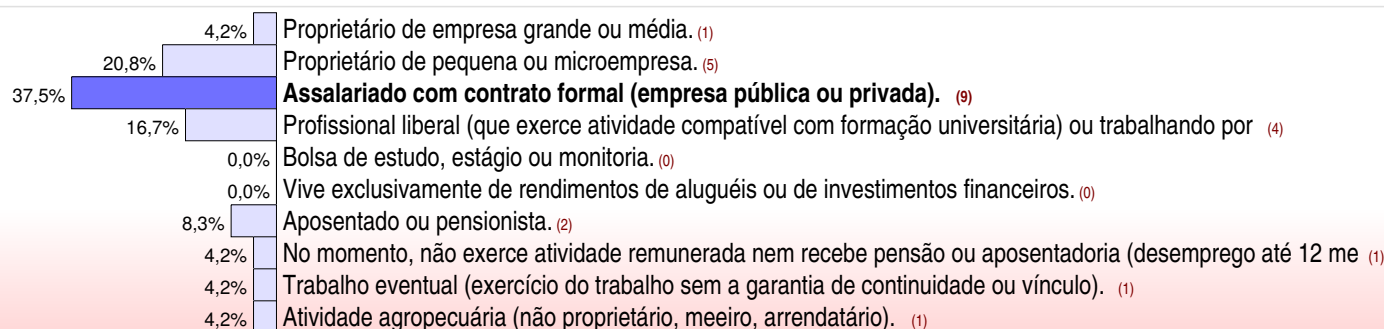 4,2% Proprietário de empresa grande ou média. (1)
20,8% Proprietário de pequena ou microempresa. (5)
37,5% Assalariado com contrato formal (empresa pública ou privada). (9)
16,7% Profissional liberal (que exerce atividade compatível com formação universitária) ou trabalhando por (4)
0,0% Bolsa de estudo, estágio ou monitoria. (0)
0,0% Vive exclusivamente de rendimentos de aluguéis ou de investimentos financeiros. (0)
8,3% Aposentado ou pensionista. (2)
4,2% No momento, não exerce atividade remunerada nem recebe pensão ou aposentadoria (desemprego até 12 me (1)
4,2% Trabalho eventual (exercício do trabalho sem a garantia de continuidade ou vínculo). (1)
4,2% Atividade agropecuária (não proprietário, meeiro, arrendatário). (1)